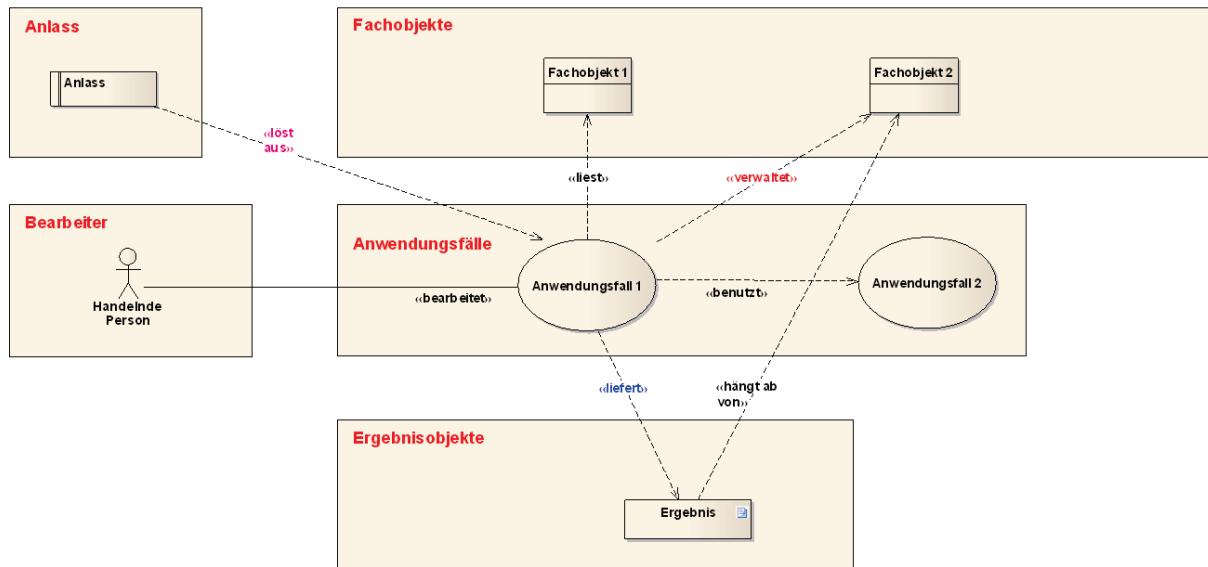 Anlass
Fachobjekte
Anlass
Fachobjekt 1
Fachobjekt 2
«löst
aus»
«liest»
«verwaltet»
Bearbeiter
Anwendungsfälle
Handelnde
Person
«bearbeitet»
Anwendungsfall 1
«benutzt»
Anwendungsfall 2
«liefert»
«hängt ab
von»
Ergebnisobjekte
Ergebnis